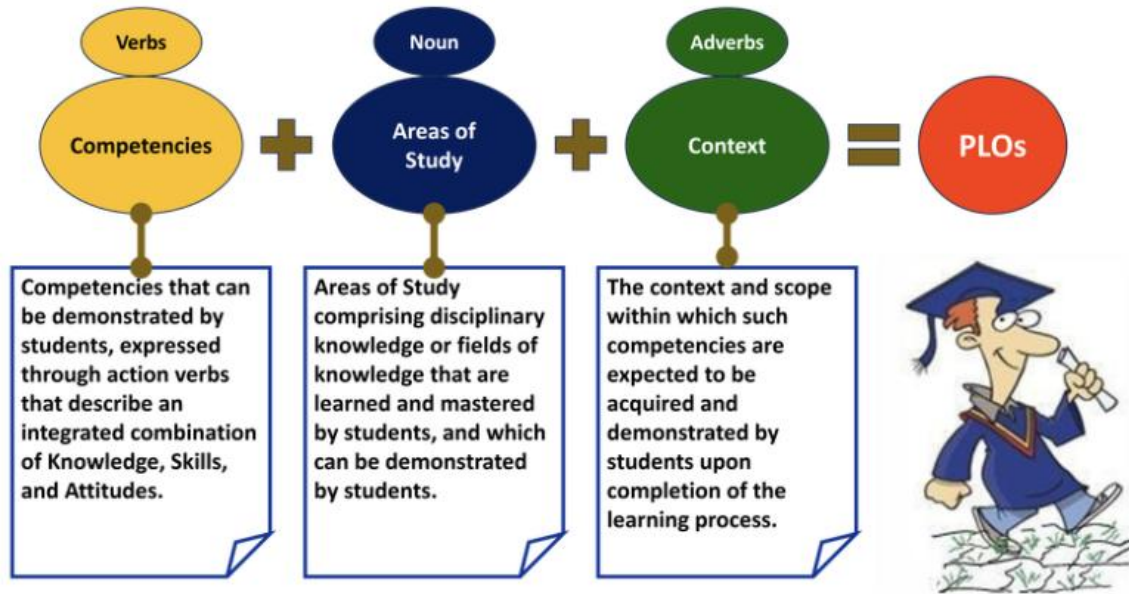 Verbs
Noun
Adverbs
Competencies
Areas of
Study
Context
PLOs
Competencies that can
be demonstrated by
students, expressed
through action verbs
that describe an
integrated combination
of Knowledge, Skills,
and Attitudes.
Areas of Study
comprising disciplinary
knowledge or fields of
knowledge that are
learned and mastered
by students, and which
can be demonstrated
by students.
The context and scope
within which such
competencies are
expected to be
acquired and
demonstrated by
students upon
completion of the
learning process.